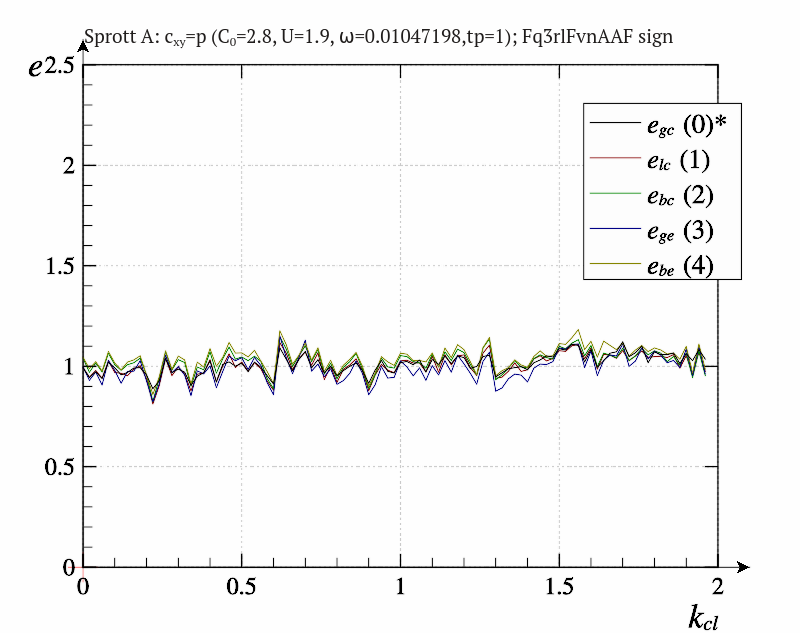 Sprott A: cxy=p (C0=2.8, U=1.9, ω=0.01047198,tp=1); Fq3rlFvnAAF sign
e
2.5
2
1.5
1
0.5
0
egc (0)*
elc (1)
ebc (2)
ege (3)
ebe (4)
0 0.5 1 1.5 2
kcl